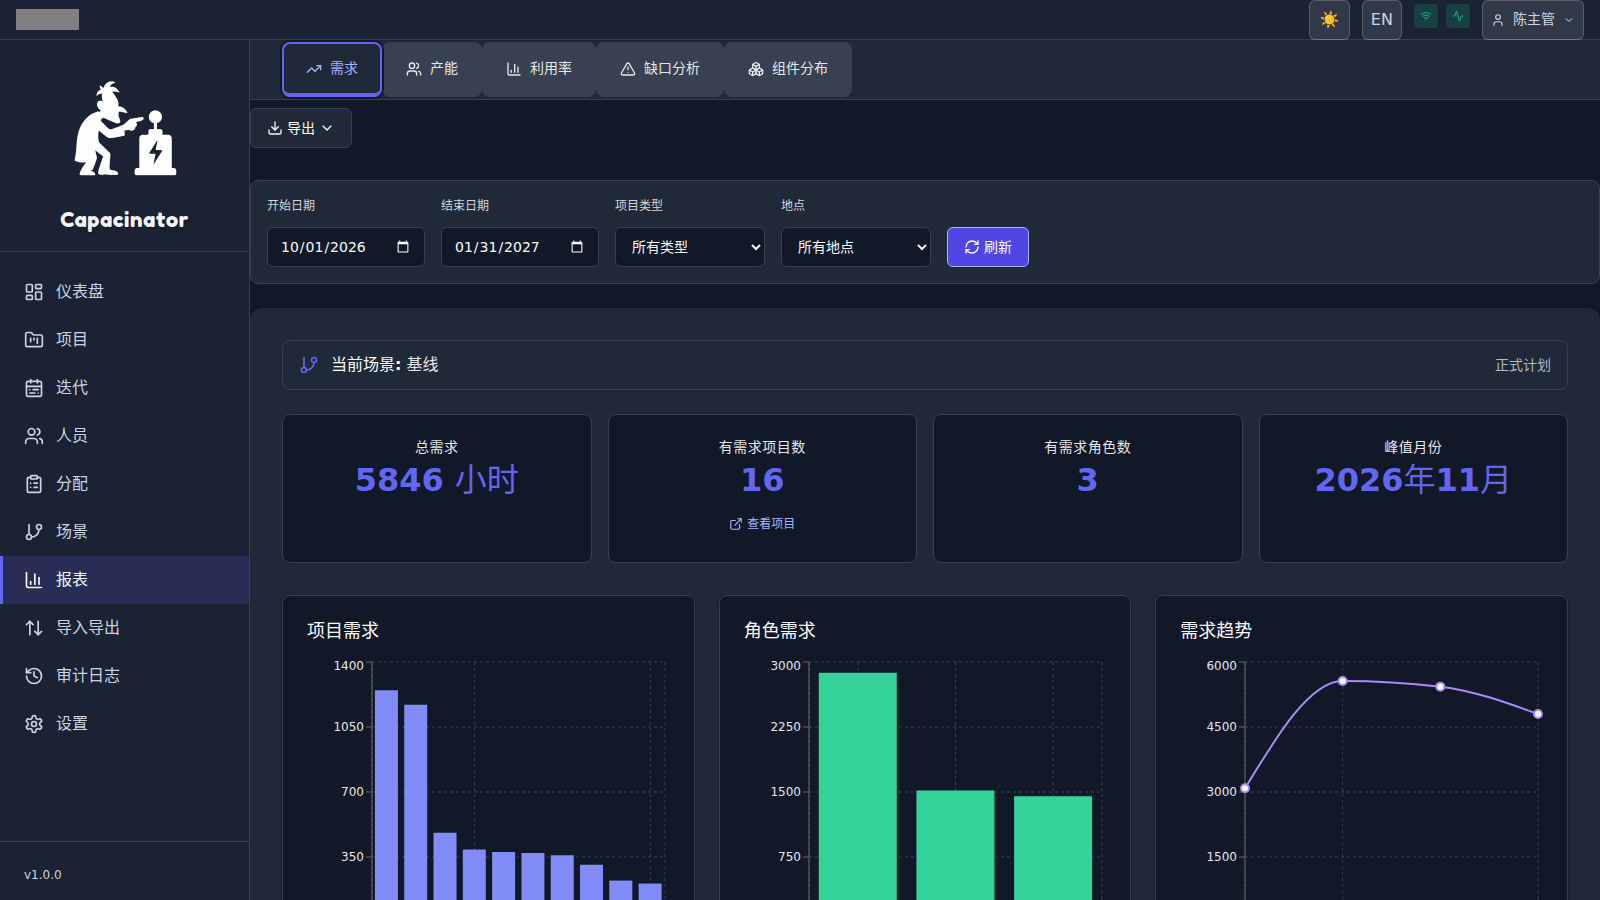 EN
陈主管
Capacinator
仪表盘
项目
迭代
人员
分配
场景
报表
导入导出
审计日志
设置
v1.0.0
需求
产能
利用率
缺口分析
组件分布
导出
开始日期
结束日期
项目类型
地点
10/01/2026
01/31/2027
所有类型
所有地点
刷新
当前场景: 基线
正式计划
总需求
5846 小时
有需求项目数
16
查看项目
有需求角色数
3
峰值月份
2026年11月
项目需求
1400
1050
700
350
角色需求
3000
2250
1500
750
需求趋势
6000
4500
3000
1500